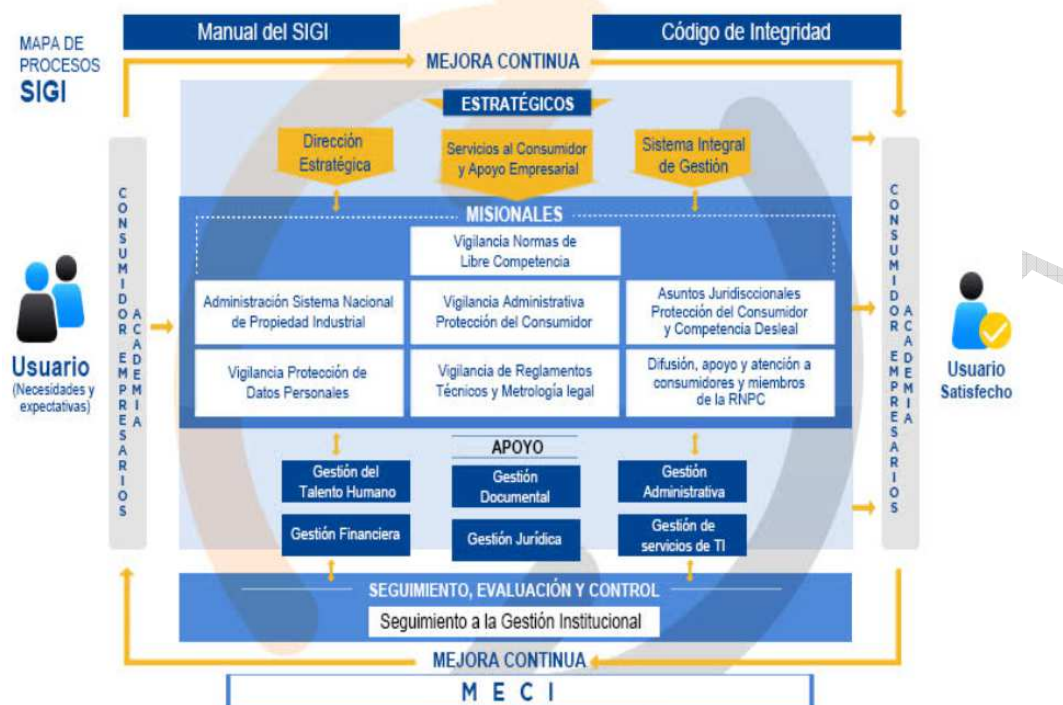 Manual del SIGI
Código de Integridad
MAPA DE
PROCESOS
SIGI
MEJORA CONTINUA
ESTRATÉGICOS
Dirección
Estratégica
Servicios al Consumidor
y Apoyo Empresarial
Sistema Integral
de Gestión
MISIONALES
Vigilancia Normas de
Libre Competencia
Administración Sistema Nacional
de Propiedad Industrial
Vigilancia Administrativa
Protección del Consumidor
Asuntos Jurisdiccionales
Protección del Consumidor
y Competencia Desleal
Vigilancia Protección de
Datos Personales
Vigilancia de Reglamentos
Técnicos y Metrología legal
Difusión, apoyo y atención a
consumidores y miembros
de la RNPC
CONSUMIDOR EMPRESARIOS
ACADEMIA
Usuario
(Necesidades y
expectativas)
CONSUMIDOR EMPRESARIOS
ACADEMIA
Usuario
Satisfecho
APOYO
Gestión del
Talento Humano
Gestión
Documental
Gestión
Administrativa
Gestión Financiera
Gestión Jurídica
Gestión de
servicios de TI
SEGUIMIENTO, EVALUACIÓN Y CONTROL
Seguimiento a la Gestión Institucional
MEJORA CONTINUA
MECI